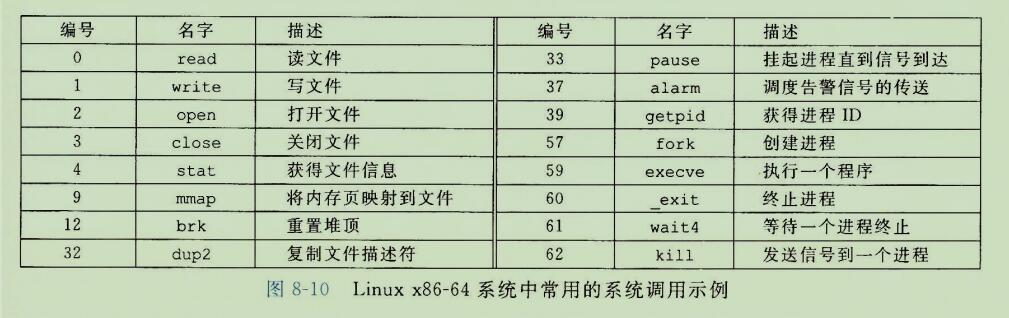 编号 名字 描述 编号 名字 描述
0 read 读文件 33 pause 挂起进程直到信号到达
1 write 写文件 37 alarm 调度告警信号的传送
2 open 打开文件 39 getpid 获得进程 ID
3 close 关闭文件 57 fork 创建进程
4 stat 获得文件信息 59 execve 执行一个程序
9 mmap 将内存页映射到文件 60 _exit 终止进程
12 brk 重置堆顶 61 wait4 等待一个进程终止
32 dup2 复制文件描述符 62 kill 发送信号到一个进程
图 8-10 Linux x86-64 系统中常用的系统调用示例